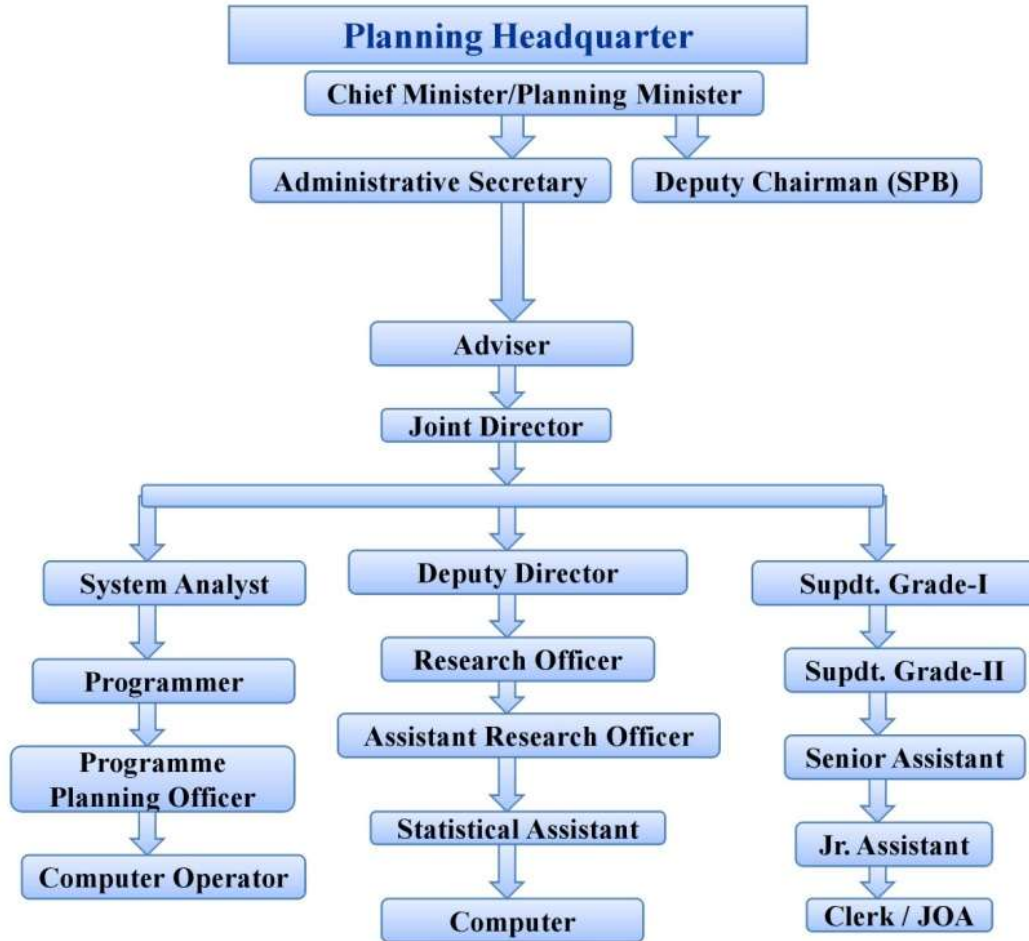 Planning Headquarter
Chief Minister/Planning Minister
Administrative Secretary
Deputy Chairman (SPB)
Adviser
Joint Director
System Analyst
Deputy Director
Supdt. Grade-I
Programmer
Research Officer
Supdt. Grade-II
Programme
Planning Officer
Assistant Research Officer
Senior Assistant
Computer Operator
Statistical Assistant
Jr. Assistant
Computer
Clerk / JOA